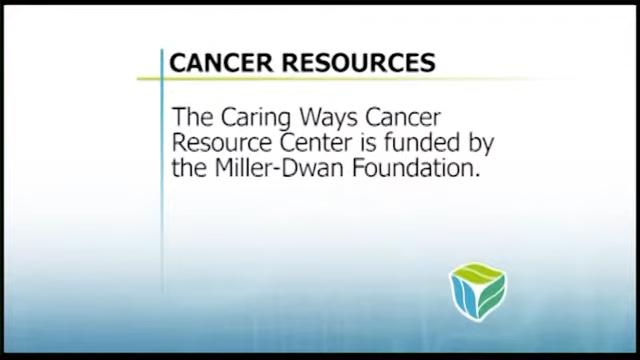 CANCER RESOURCES
The Caring Ways Cancer
Resource Center is funded by
the Miller-Dwan Foundation.